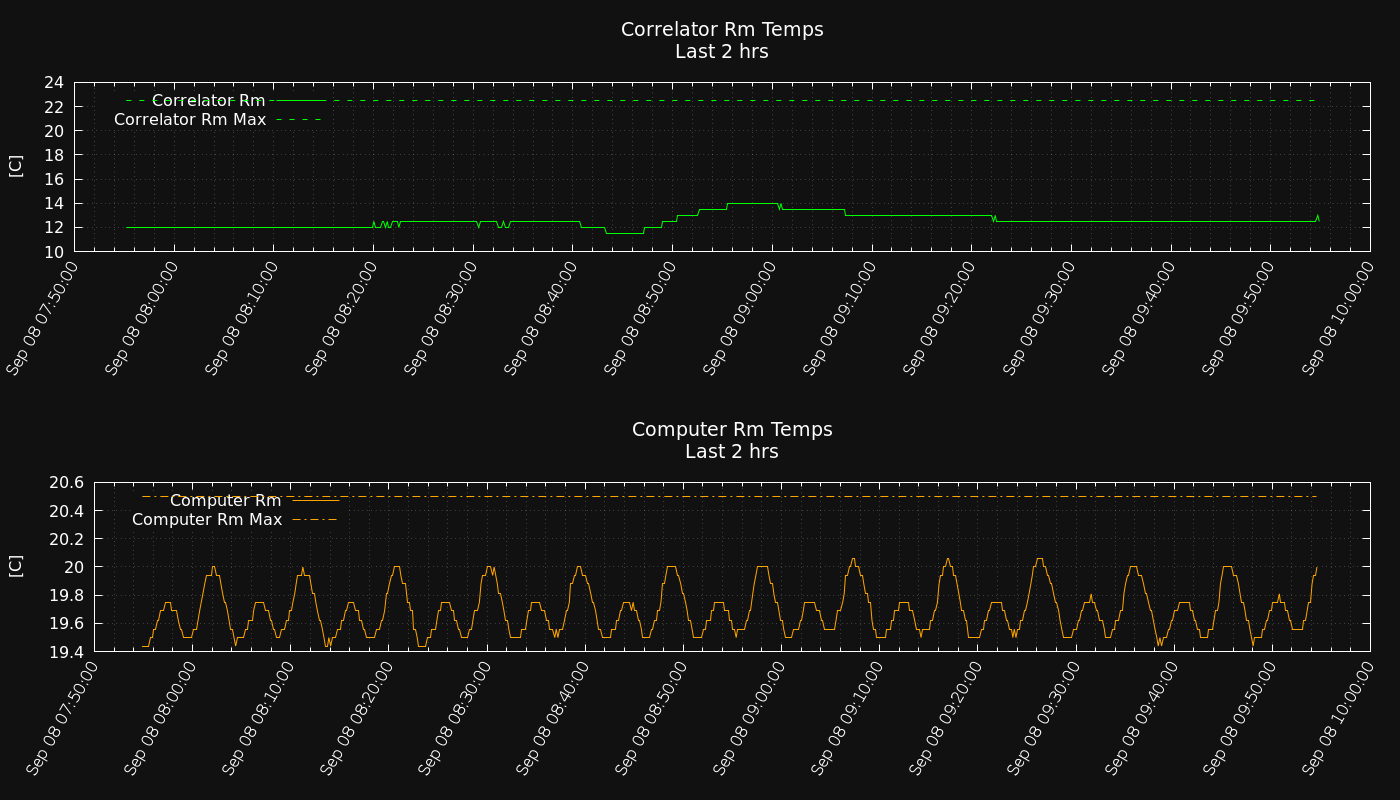 Correlator Rm Temps
Last 2 hrs
24
22
20
18
16
14
12
10
[C]
Correlator Rm
Correlator Rm Max
Sep 08 07:50:00
Sep 08 08:00:00
Sep 08 08:10:00
Sep 08 08:20:00
Sep 08 08:30:00
Sep 08 08:40:00
Sep 08 08:50:00
Sep 08 09:00:00
Sep 08 09:10:00
Sep 08 09:20:00
Sep 08 09:30:00
Sep 08 09:40:00
Sep 08 09:50:00
Sep 08 10:00:00
Computer Rm Temps
Last 2 hrs
20.6
20.4
20.2
20
19.8
19.6
19.4
[C]
Computer Rm
Computer Rm Max
Sep 08 07:50:00
Sep 08 08:00:00
Sep 08 08:10:00
Sep 08 08:20:00
Sep 08 08:30:00
Sep 08 08:40:00
Sep 08 08:50:00
Sep 08 09:00:00
Sep 08 09:10:00
Sep 08 09:20:00
Sep 08 09:30:00
Sep 08 09:40:00
Sep 08 09:50:00
Sep 08 10:00:00